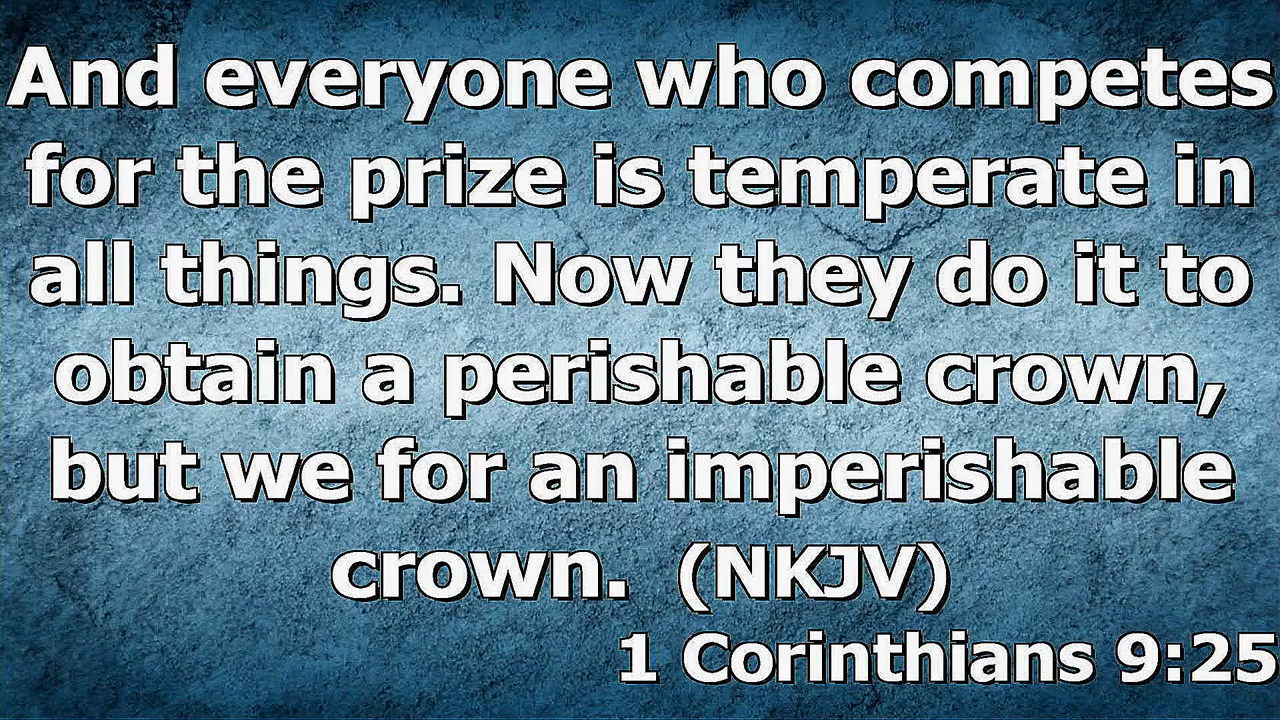 And everyone who competes
for the prize is temperate in
all things. Now they do it to
obtain a perishable crown,
but we for an imperishable
crown. (NKJV)
1 Corinthians 9:25